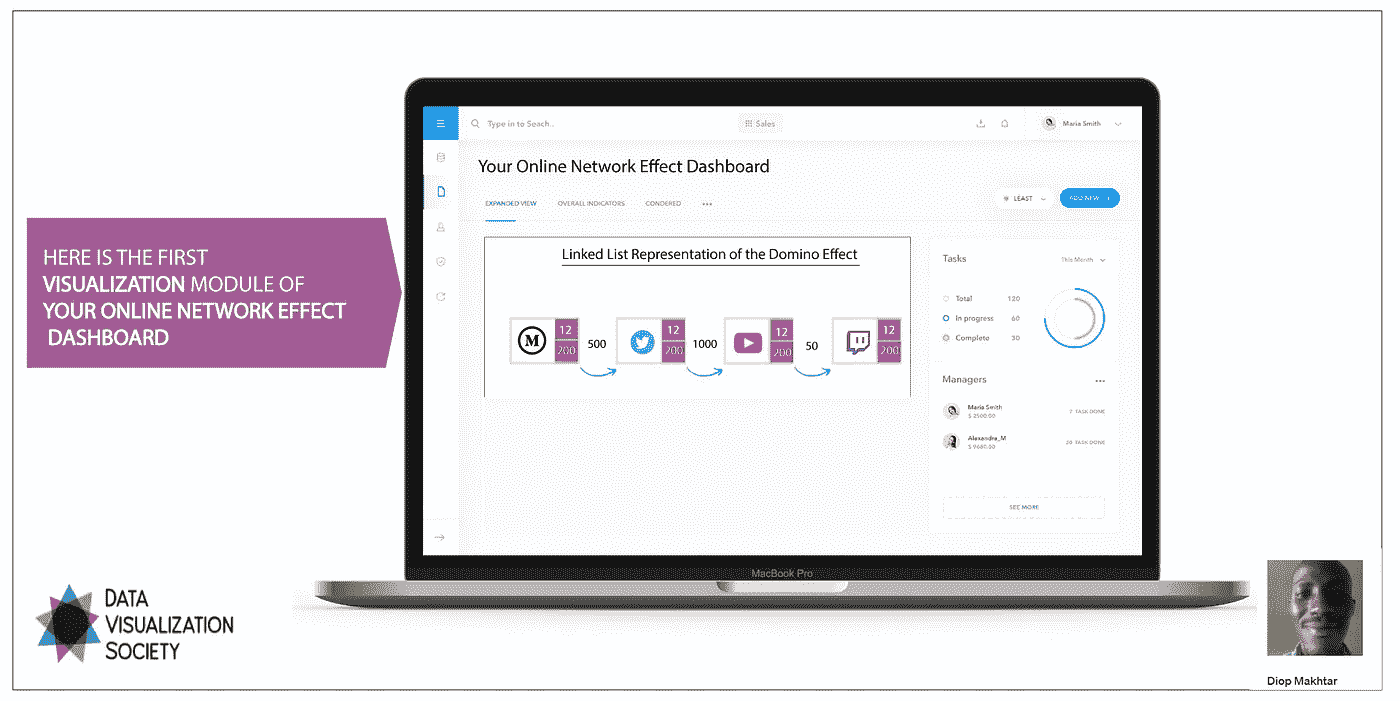 HERE IS THE FIRST
VISUALIZATION MODULE OF
YOUR ONLINE NETWORK EFFECT
DASHBOARD
Type in to Seach..
Sales
Maria Smith
Your Online Network Effect Dashboard
EXPANDED VIEW
OVERALL INDICATORS
CONDERED
LEAST
ADD NEW +
Linked List Representation of the Domino Effect
M
12
200
500
12
200
1000
12
200
50
12
200
Tasks
This Month
Total 120
In progress 60
Complete 30
Managers
Maria Smith
$ 2500.00
TASK DONE
Alexandra_M
$ 9680.00
20 TASK DONE
SEE MORE
MacBook Pro
DATA
VISUALIZATION
SOCIETY
Diop Makhtar